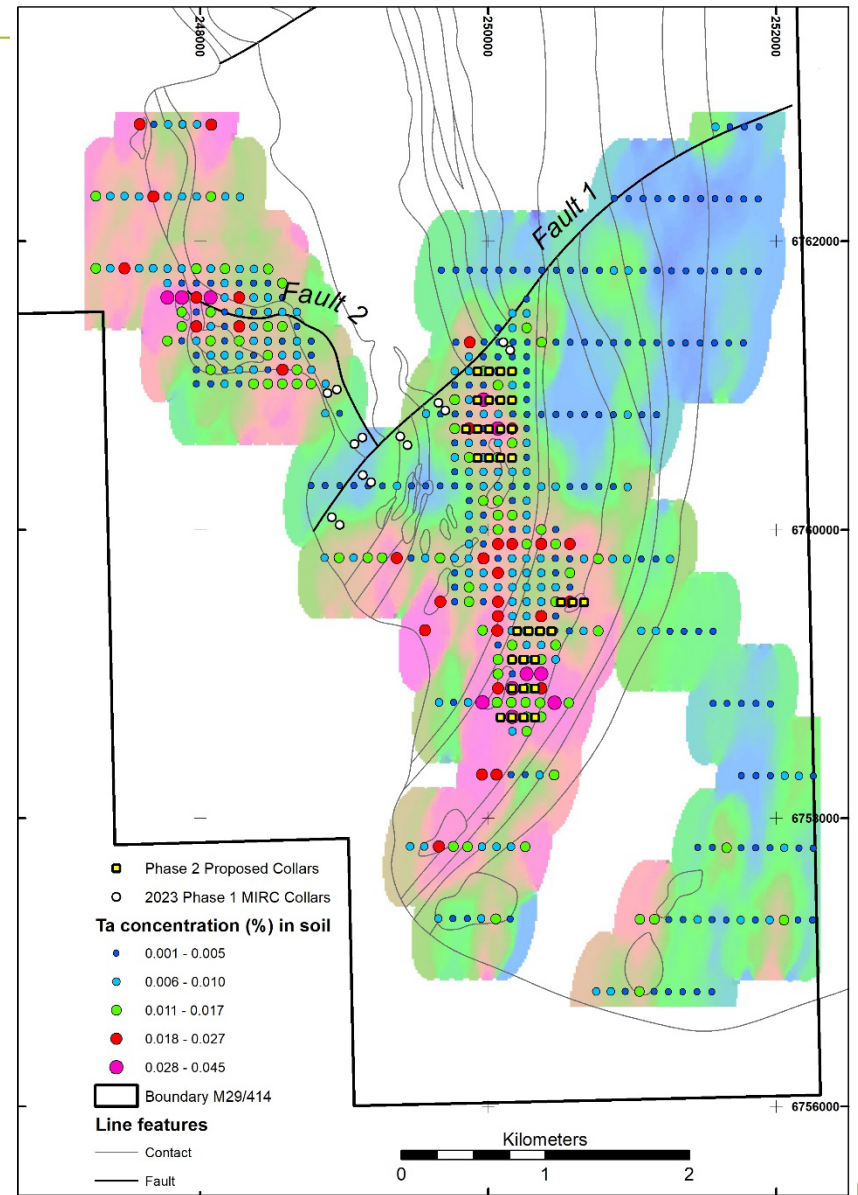 248000
250000
252000
Fault 1
6762000
Fault 2
6760000
6758000
Phase 2 Proposed Collars
2023 Phase 1 MIRC Collars
Ta concentration (%) in soil
0.001 - 0.005
0.006 - 0.010
0.011 - 0.017
0.018 - 0.027
0.028 - 0.045
Boundary M29/414
Line features
Contact
Fault
6756000
Kilometers
0 1 2